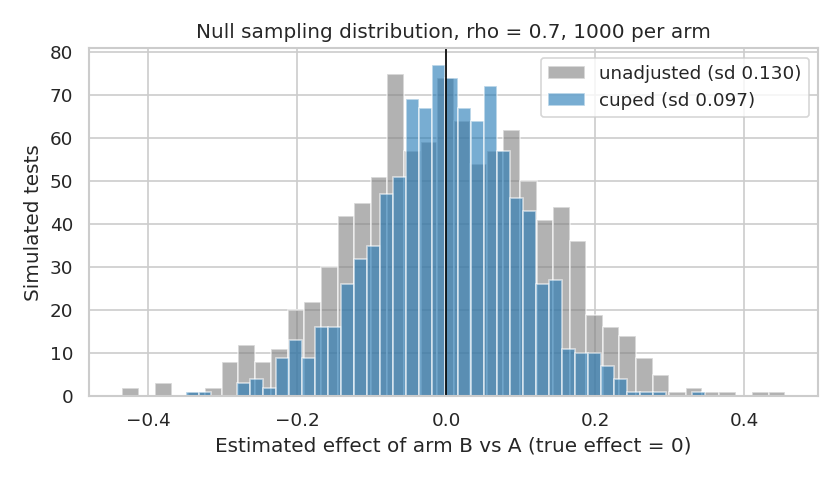 Null sampling distribution, rho = 0.7, 1000 per arm
unadjusted (sd 0.130)
cuped (sd 0.097)
Simulated tests
80
70
60
50
40
30
20
10
0
−0.4
−0.2
0.0
0.2
0.4
Estimated effect of arm B vs A (true effect = 0)